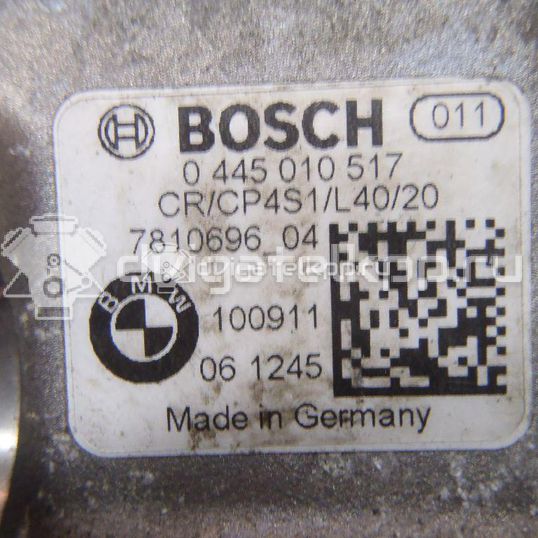 BOSCH 011
0 445 010 517
CR/CP4S1/L40/20
7810696 04
BMW
100911
06 1245
Made in Germany